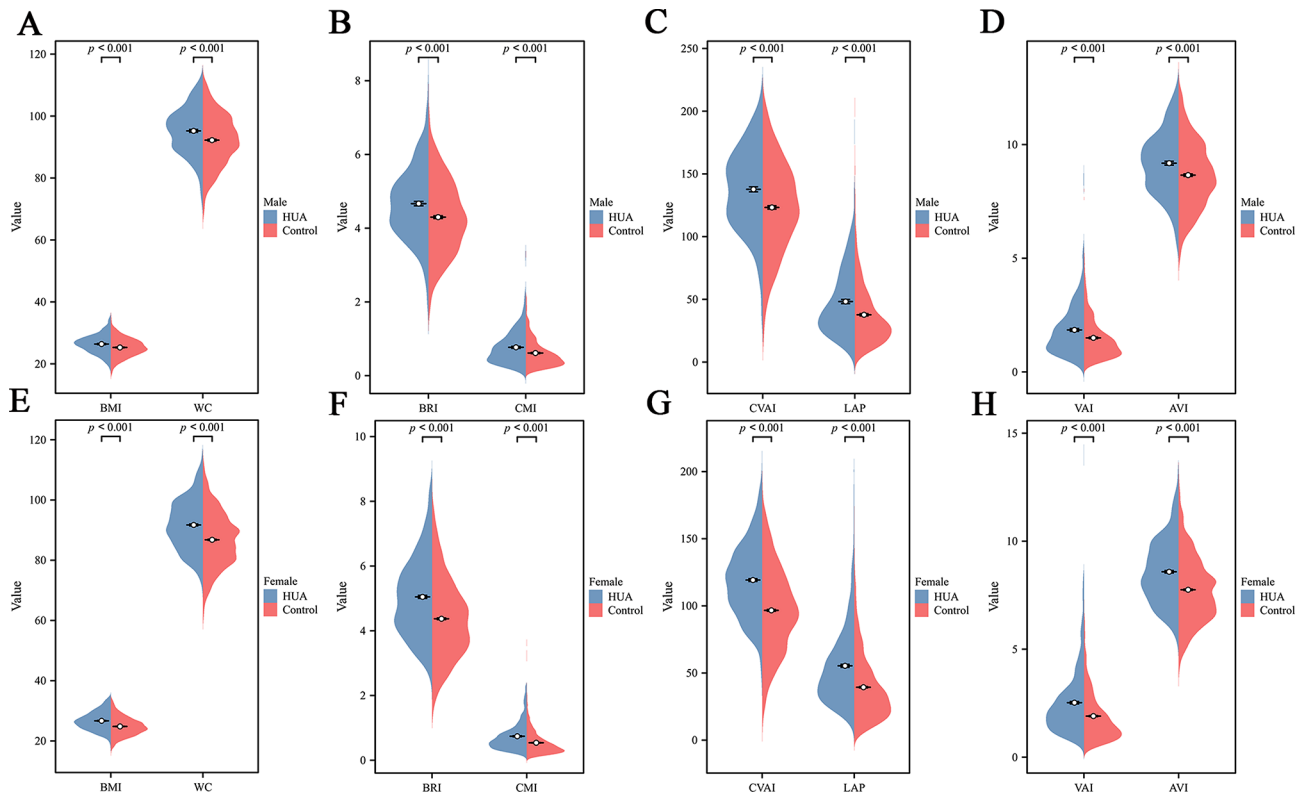 A
p < 0.001
p < 0.001
120
100
80
60
40
20
Value
BMI
WC
Male
HUA
Control
B
p < 0.001
p < 0.001
8
6
4
2
0
Value
BRI
CMI
Male
HUA
Control
C
p < 0.001
p < 0.001
250
200
150
100
50
0
Value
CVAI
LAP
Male
HUA
Control
D
p < 0.001
p < 0.001
10
5
0
Value
VAI
AVI
Male
HUA
Control
E
p < 0.001
p < 0.001
120
100
80
60
40
20
Value
BMI
WC
Female
HUA
Control
F
p < 0.001
p < 0.001
10
8
6
4
2
0
Value
BRI
CMI
Female
HUA
Control
G
p < 0.001
p < 0.001
200
150
100
50
0
Value
CVAI
LAP
Female
HUA
Control
H
p < 0.001
p < 0.001
15
10
5
0
Value
VAI
AVI
Female
HUA
Control